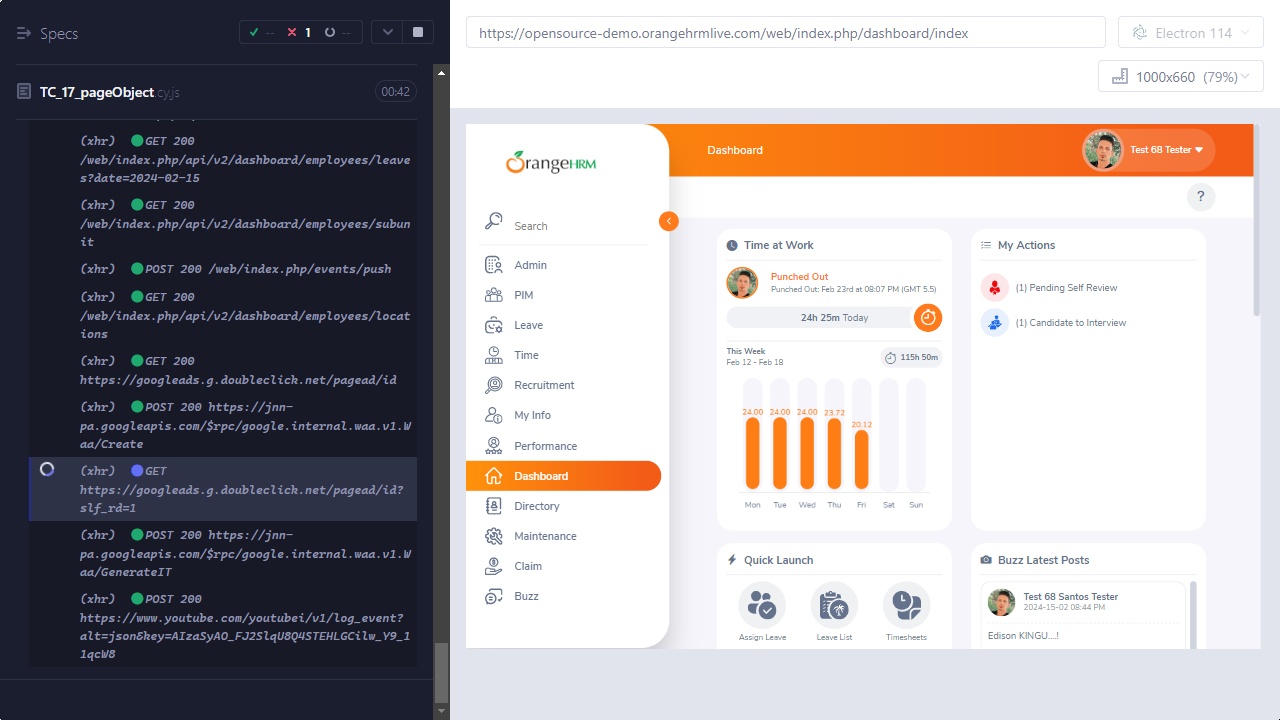 Specs
--
1
--
TC_17_pageObject.cy.js
00:42
(xhr) GET 200
/web/index.php/api/v2/dashboard/employees/leave
s?date=2024-02-15
(xhr) GET 200
/web/index.php/api/v2/dashboard/employees/subun
it
(xhr) POST 200 /web/index.php/events/push
(xhr) GET 200
/web/index.php/api/v2/dashboard/employees/locat
ions
(xhr) GET 200
https://googleads.g.doubleclick.net/pagead/id
(xhr) POST 200 https://jnn-
pa.googleapis.com/$rpc/google.internal.waa.v1.W
aa/Create
(xhr) GET
https://googleads.g.doubleclick.net/pagead/id?
slf_rd=1
(xhr) POST 200 https://jnn-
pa.googleapis.com/$rpc/google.internal.waa.v1.W
aa/GenerateIT
(xhr) POST 200
https://www.youtube.com/youtubei/v1/log_event?
alt=json&key=AIzaSyAO_FJ2SlqU8Q4STEHLGCilw_Y9_1
1qcW8
https://opensource-demo.orangehrmlive.com/web/index.php/dashboard/index
Electron 114
1000x660 (79%)
OrangeHRM
Search
Admin
PIM
Leave
Time
Recruitment
My Info
Performance
Dashboard
Directory
Maintenance
Claim
Buzz
Dashboard
Test 68 Tester
?
Time at Work
Punched Out
Punched Out: Feb 23rd at 08:07 PM (GMT 5.5)
24h 25m Today
This Week
Feb 12 - Feb 18
115h 50m
24.00 24.00 24.00 23.72 20.12
Mon Tue Wed Thu Fri Sat Sun
My Actions
(1) Pending Self Review
(1) Candidate to Interview
Quick Launch
Assign Leave
Leave List
Timesheets
Buzz Latest Posts
Test 68 Santos Tester
2024-15-02 08:44 PM
Edison KINGU....!